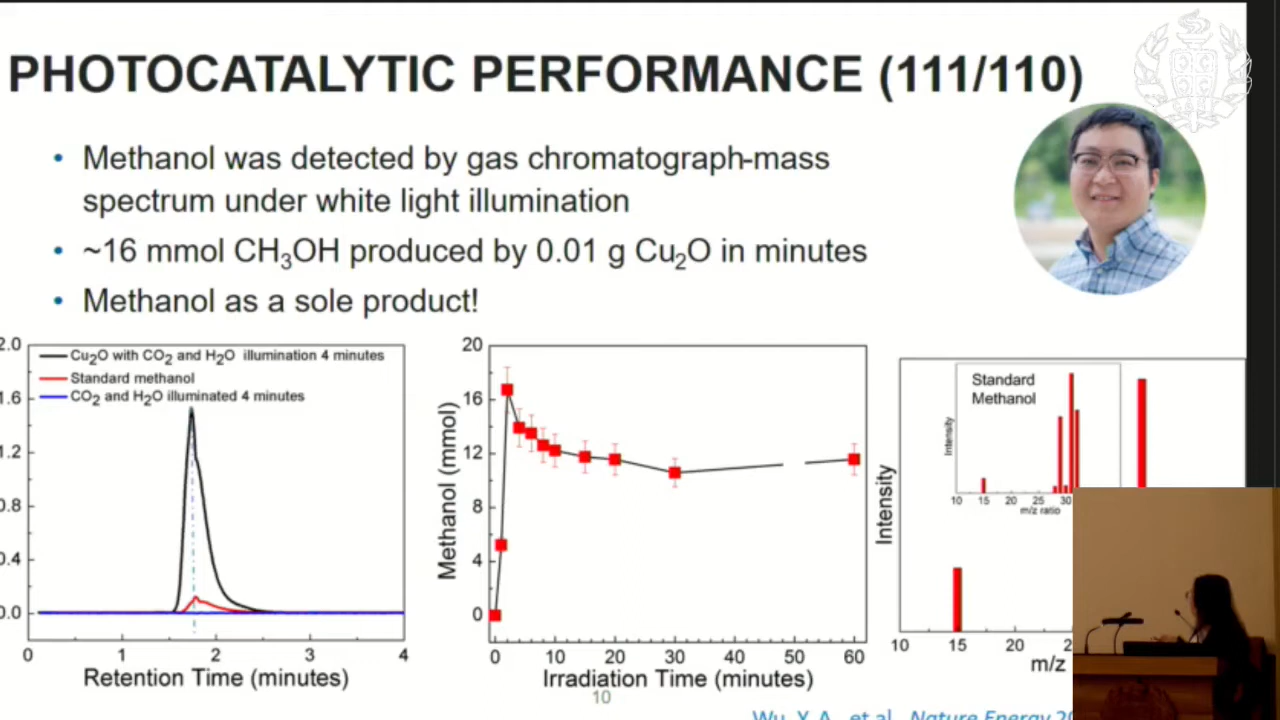 PHOTOCATALYTIC PERFORMANCE (111/110)
• Methanol was detected by gas chromatograph-mass
spectrum under white light illumination
• ~16 mmol CH₃OH produced by 0.01 g Cu₂O in minutes
• Methanol as a sole product!
2.0
1.6
1.2
0.8
0.4
0.0
Cu₂O with CO₂ and H₂O illumination 4 minutes
Standard methanol
CO₂ and H₂O illuminated 4 minutes
0 1 2 3 4
Retention Time (minutes)
Methanol (mmol)
20
16
12
8
4
0
0 10 20 30 40 50 60
Irradiation Time (minutes)
Intensity
Standard
Methanol
Intensity
10 15 20 25 30
m/z ratio
10 15 20
m/z
10
Wu, Y.A., et al., Nature Energy